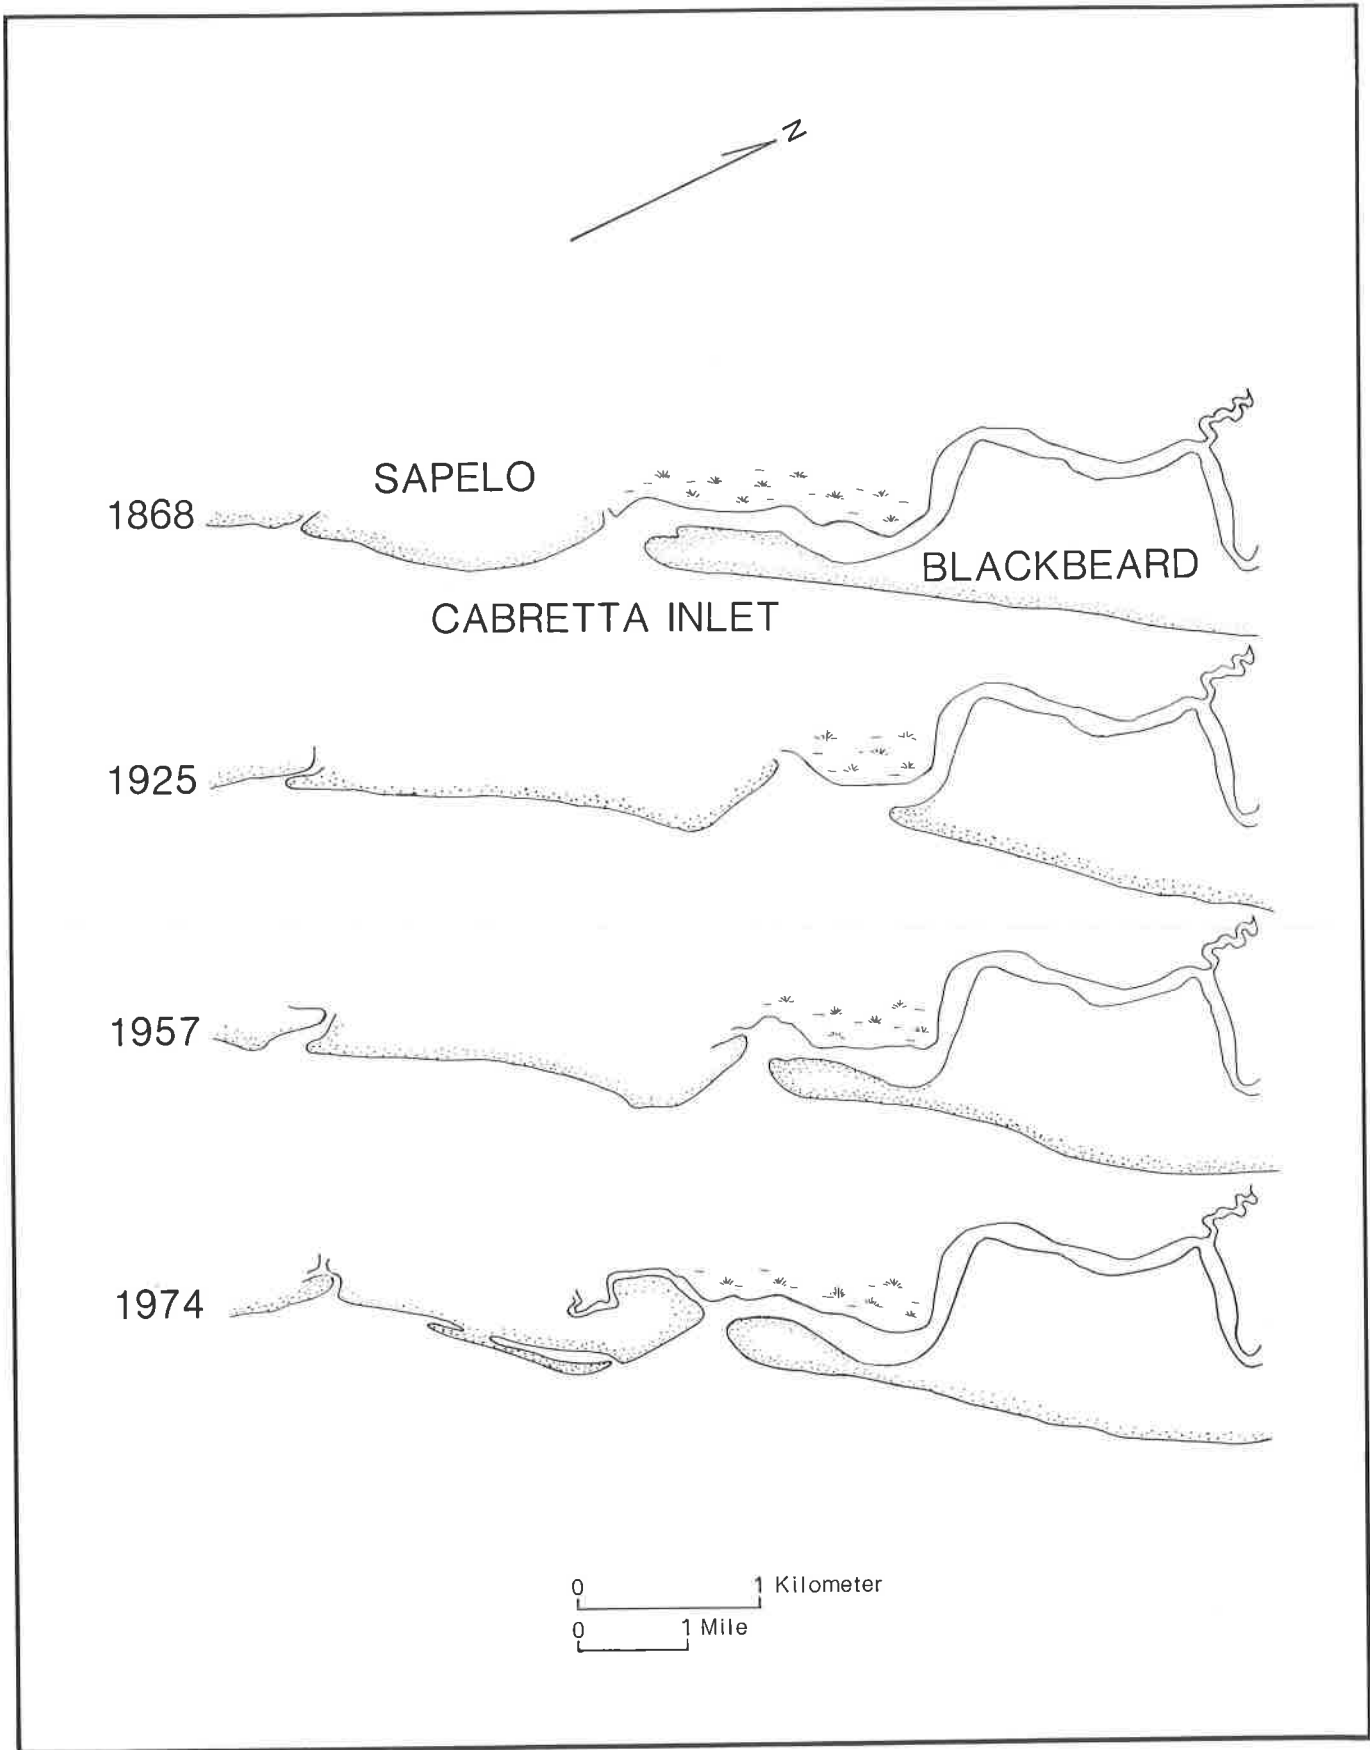 N
SAPELO
1868
BLACKBEARD
CABRETTA INLET
1925
1957
1974
0 1 Kilometer
0 1 Mile